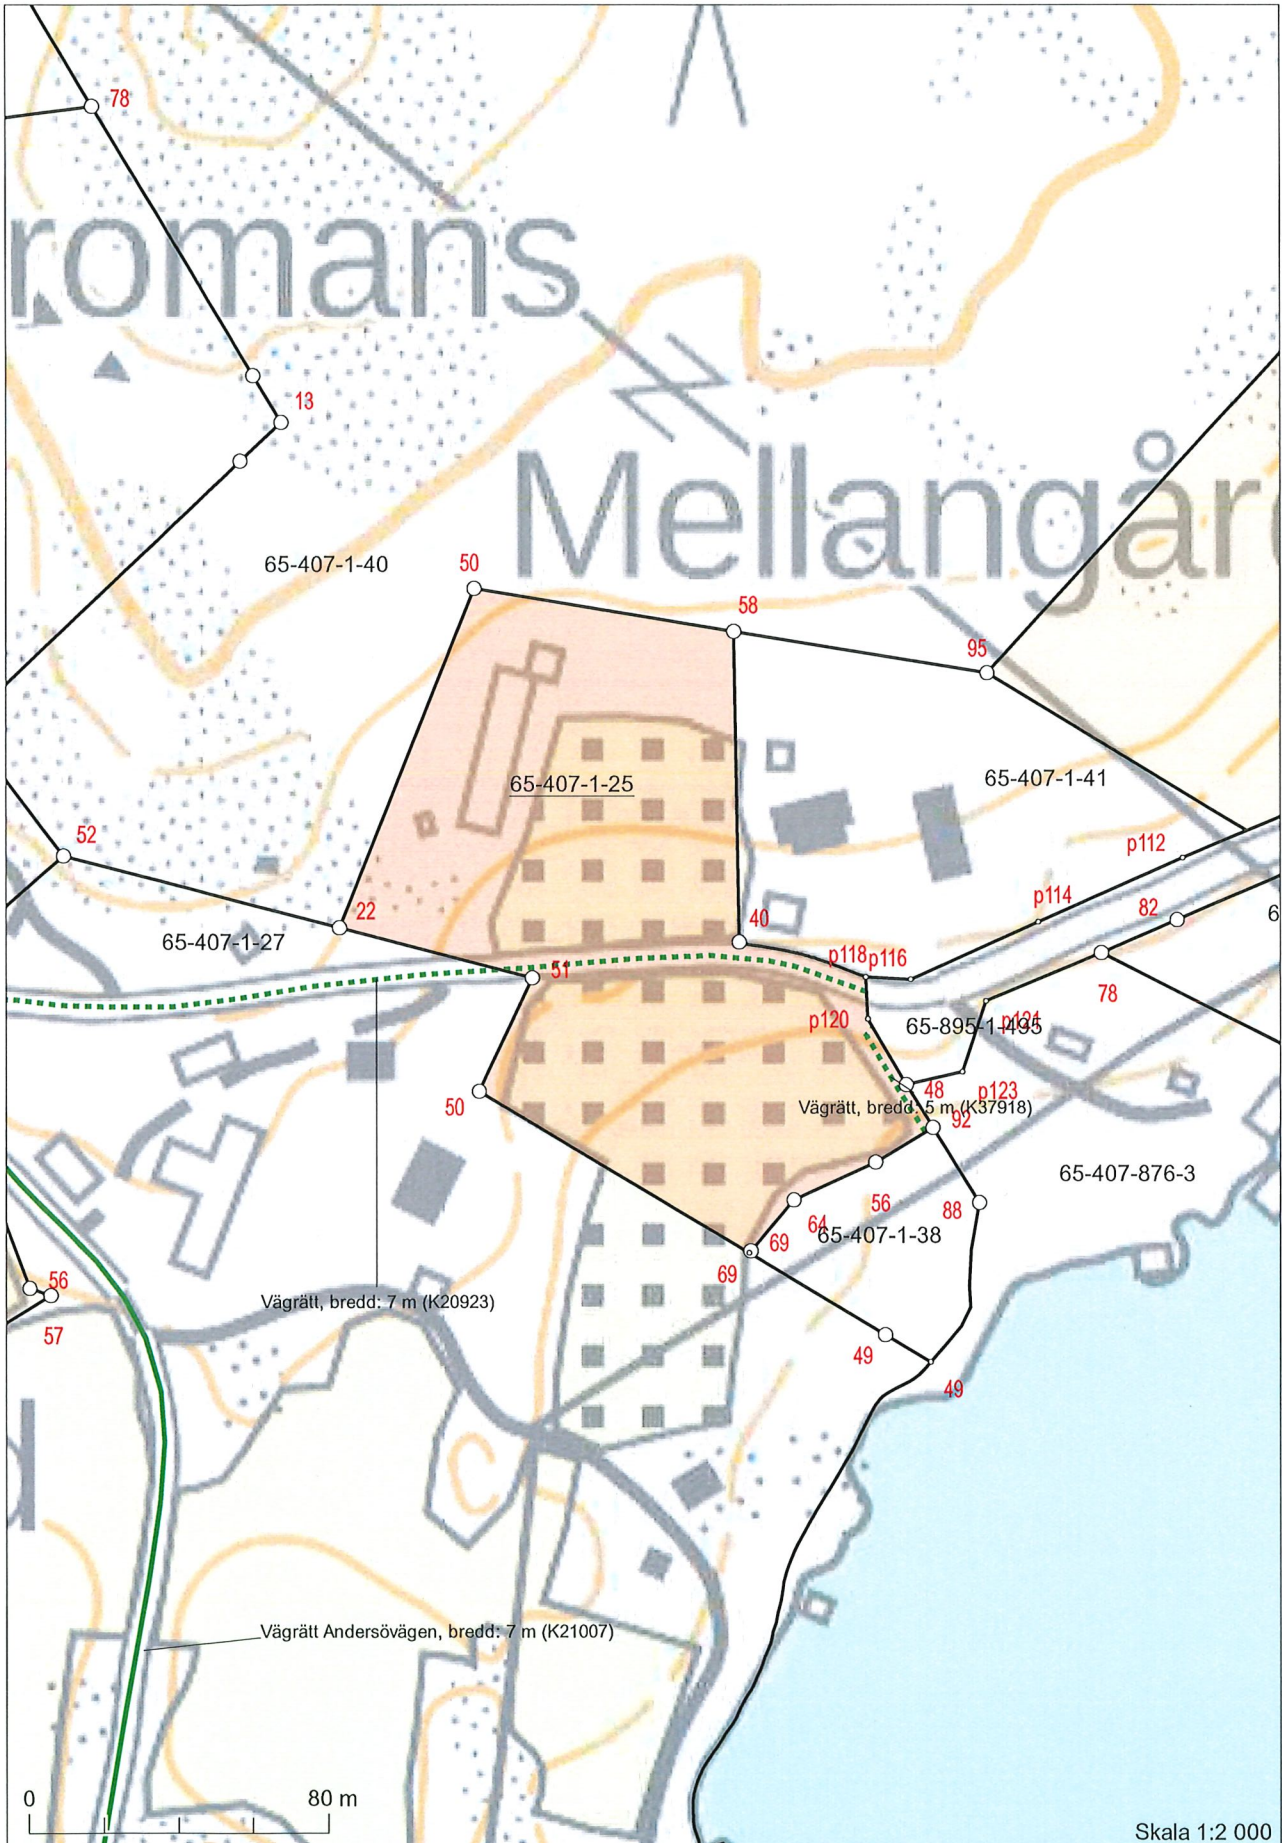 78
romans
13
Mellangård
65-407-1-40
50
58
95
65-407-1-25
65-407-1-41
52
p112
22
40
p114
82
6
65-407-1-27
51
p118
p116
78
p120
65-895-1-495
p121
50
48
p123
Vägrätt, bredd: 5 m (K37918)
92
65-407-876-3
56
88
64
65-407-1-38
69
69
56
Vägrätt, bredd: 7 m (K20923)
57
49
49
d
Vägrätt Andersövägen, bredd: 7 m (K21007)
0 80 m
Skala 1:2 000